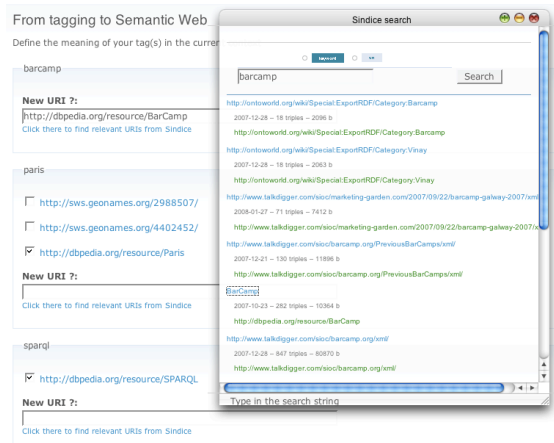 From tagging to Semantic Web
Define the meaning of your tag(s) in the curre
barcamp
New URI ?:
http://dbpedia.org/resource/BarCamp
Click there to find relevant URIs from Sindice
paris
http://sws.geonames.org/2988507/
http://sws.geonames.org/4402452/
http://dbpedia.org/resource/Paris
New URI ?:
Click there to find relevant URIs from Sindice
sparql
http://dbpedia.org/resource/SPARQL
New URI ?:
Click there to find relevant URIs from Sindice
Sindice search
keyword
barcamp
Search
http://ontoworld.org/wiki/Special:ExportRDF/Category:Barcamp
2007-12-28 -- 18 triples -- 2096 b
http://ontoworld.org/wiki/Special:ExportRDF/Category:Barcamp
http://ontoworld.org/wiki/Special:ExportRDF/Category:Vinay
2007-12-28 -- 18 triples -- 2063 b
http://ontoworld.org/wiki/Special:ExportRDF/Category:Vinay
http://www.talkdigger.com/sioc/marketing-garden.com/2007/09/22/barcamp-galway-2007/xml/
2008-01-27 -- 71 triples -- 7412 b
http://www.talkdigger.com/sioc/marketing-garden.com/2007/09/22/barcamp-galway-2007/x
http://www.talkdigger.com/sioc/barcamp.org/PreviousBarCamps/xml/
2007-12-21 -- 130 triples -- 11896 b
http://www.talkdigger.com/sioc/barcamp.org/PreviousBarCamps/xml/
BarCamp
2007-10-23 -- 282 triples -- 10364 b
http://dbpedia.org/resource/BarCamp
http://www.talkdigger.com/sioc/barcamp.org/xml/
2007-12-28 -- 847 triples -- 80870 b
http://www.talkdigger.com/sioc/barcamp.org/xml/
Type in the search string